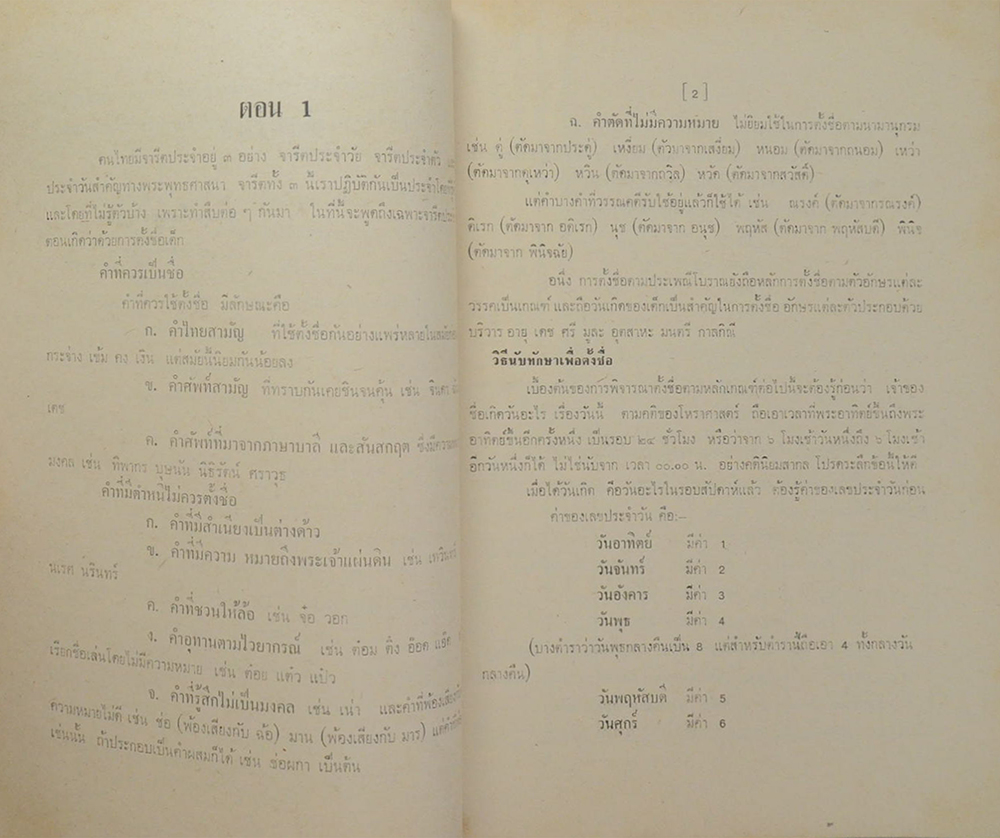 ตอน 1
คนไทยมีจารีตประจำอยู่ ๓ อย่าง จารีตประจำวัย จารีตประจำตัว
ประจำวันสำคัญทางพระพุทธศาสนา จารีตทั้ง ๓ นี้เราปฏิบัติกันเป็นประจำ
และโดยที่ไม่รู้ตัวบ้าง เพราะทำสืบต่อ ๆ กันมา ในที่นี้จะพูดถึงเฉพาะ
ตอนเกิดว่าด้วยการตั้งชื่อเด็ก
คำที่ควรเป็นชื่อ
คำที่ควรใช้ตั้งชื่อ มีลักษณะคือ
ก. คำไทยสามัญ ที่ใช้ตั้งชื่อกันอย่างแพร่หลาย
กระจ่าง เข้ม คง เงิน แต่สมัยนี้นิยมกันน้อยลง
ข. คำศัพท์สามัญ ที่ทราบกันเคยชินจนคุ้น เช่น จินดา
เดช
ค. คำศัพท์ที่มาจากภาษาบาลี และสันสกฤต
มงคล เช่น ทิพากร บุษนัน นิธิรัตน์ ศราวุธ
คำที่มีตำหนิไม่ควรตั้งชื่อ
ก. คำที่มีสำเนียงเป็นต่างด้าว
ข. คำที่มีความ หมายถึงพระเจ้าแผ่นดิน เช่น
นเรศ นรินทร์
ค. คำที่ชวนให้ล้อ เช่น จ๋อ วอก
ง. คำอุทานตามไวยากรณ์ เช่น ต๋อม ติ๋ง อ๊อด แอ๊ด
เรียกชื่อเล่นโดยไม่มีความหมาย เช่น ต้อย แต๋ว แป๋ว
จ. คำที่รู้สึกไม่เป็นมงคล เช่น เน่า และคำที่พ้องเสียง
ความหมายไม่ดี เช่น ช่อ (พ้องเสียงกับ ฉ้อ) มาน (พ้องเสียงกับ มาร)
เช่นนั้น ถ้าประกอบเป็นคำผสมก็ได้ เช่น ช่อผกา เป็นต้น
[ 2 ]
ฉ. คำตัดที่ไม่มีความหมาย ไม่นิยมใช้ในการตั้งชื่อตามนามานุกรม
เช่น ตู่ (ตัดมาจากประตู่) เหงี่ยม (ตัวมาจากเสงี่ยม) หนอม (ตัดมาจากถนอม) เหว่า
(ตัดมาจากดุเหว่า) หวิน (ตัดมาจากถวิล) หวัด (ตัดมาจากสวัสดิ์)
แต่คำบางคำที่วรรณคดีรับใช้อยู่แล้วก็ใช้ได้ เช่น ณรงค์ (ตัดมาจากรณรงค์)
ดิเรก (ตัดมาจาก อดิเรก) นุช (ตัดมาจาก อนุช) พฤหัส (ตัดมาจาก พฤหัสบดี) พินิจ
(ตัดมาจาก พินิจฉัย)
อนึ่ง การตั้งชื่อตามประเพณีโบราณยังถือหลักการตั้งชื่อตามตัวอักษรแต่ละ
วรรคเป็นเกณฑ์ และถือวันเกิดของเด็กเป็นสำคัญในการตั้งชื่อ อักษรแต่ละตัวประกอบด้วย
บริวาร อายุ เดช ศรี มูละ อุตสาหะ มนตรี กาลกิณี
วิธีนับทักษาเพื่อตั้งชื่อ
เบื้องต้นของการพิจารณาตั้งชื่อตามหลักเกณฑ์ต่อไปนี้จะต้องรู้ก่อนว่า เจ้าของ
ชื่อเกิดวันอะไร เรื่องวันนี้ ตามคติของโหราศาสตร์ ถือเอาเวลาที่พระอาทิตย์ขึ้นถึงพระ
อาทิตย์ขึ้นอีกครั้งหนึ่ง เป็นรอบ ๒๔ ชั่วโมง หรือว่าจาก ๖ โมงเช้าวันหนึ่งถึง ๖ โมงเช้า
อีกวันหนึ่งก็ได้ ไม่ใช่นับจาก เวลา ๐๐.๐๐ น. อย่างคตินิยมสากล โปรดระลึกข้อนี้ให้ดี
เมื่อได้วันเกิด คือวันอะไรในรอบสัปดาห์แล้ว ต้องรู้ค่าของเลขประจำวันก่อน
ค่าของเลขประจำวัน คือ:–
วันอาทิตย์ มีค่า 1
วันจันทร์ มีค่า 2
วันอังคาร มีค่า 3
วันพุธ มีค่า 4
(บางตำราว่าวันพุธกลางคืนเป็น 8 แต่สำหรับตำรานี้ถือเอา 4 ทั้งกลางวัน
กลางคืน)
วันพฤหัสบดี มีค่า 5
วันศุกร์ มีค่า 6